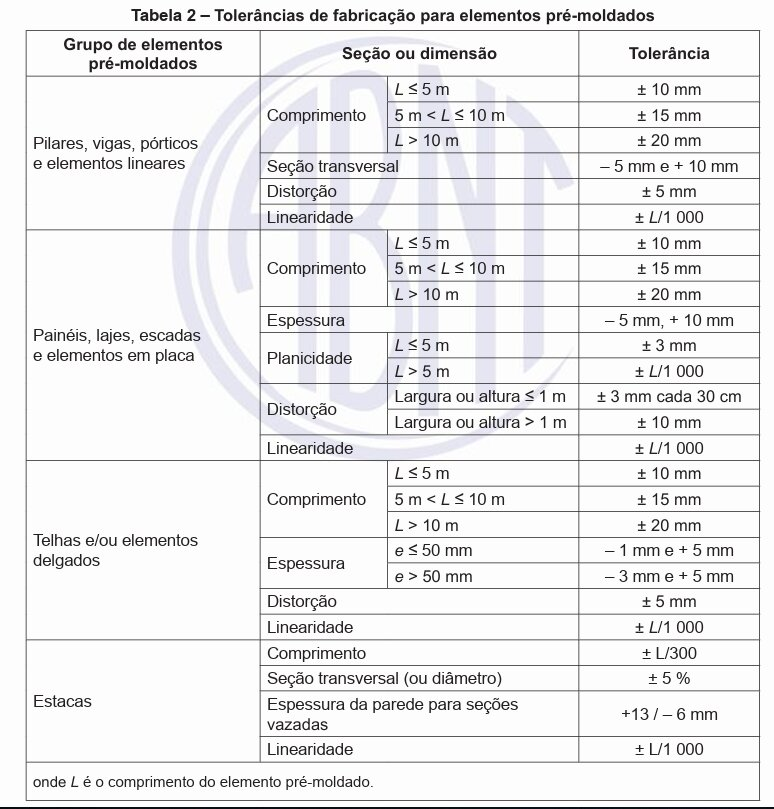 Tabela 2 – Tolerâncias de fabricação para elementos pré-moldados
Grupo de elementos
pré-moldados
Seção ou dimensão
Tolerância
Pilares, vigas, pórticos
e elementos lineares
Comprimento
L ≤ 5 m
± 10 mm
5 m < L ≤ 10 m
± 15 mm
L > 10 m
± 20 mm
Seção transversal
– 5 mm e + 10 mm
Distorção
± 5 mm
Linearidade
± L/1 000
Painéis, lajes, escadas
e elementos em placa
Comprimento
L ≤ 5 m
± 10 mm
5 m < L ≤ 10 m
± 15 mm
L > 10 m
± 20 mm
Espessura
– 5 mm, + 10 mm
Planicidade
L ≤ 5 m
± 3 mm
L > 5 m
± L/1 000
Distorção
Largura ou altura ≤ 1 m
± 3 mm cada 30 cm
Largura ou altura > 1 m
± 10 mm
Linearidade
± L/1 000
Telhas e/ou elementos
delgados
Comprimento
L ≤ 5 m
± 10 mm
5 m < L ≤ 10 m
± 15 mm
L > 10 m
± 20 mm
Espessura
e ≤ 50 mm
– 1 mm e + 5 mm
e > 50 mm
– 3 mm e + 5 mm
Distorção
± 5 mm
Linearidade
± L/1 000
Estacas
Comprimento
± L/300
Seção transversal (ou diâmetro)
± 5 %
Espessura da parede para seções
vazadas
+13 / – 6 mm
Linearidade
± L/1 000
onde L é o comprimento do elemento pré-moldado.
ABNT